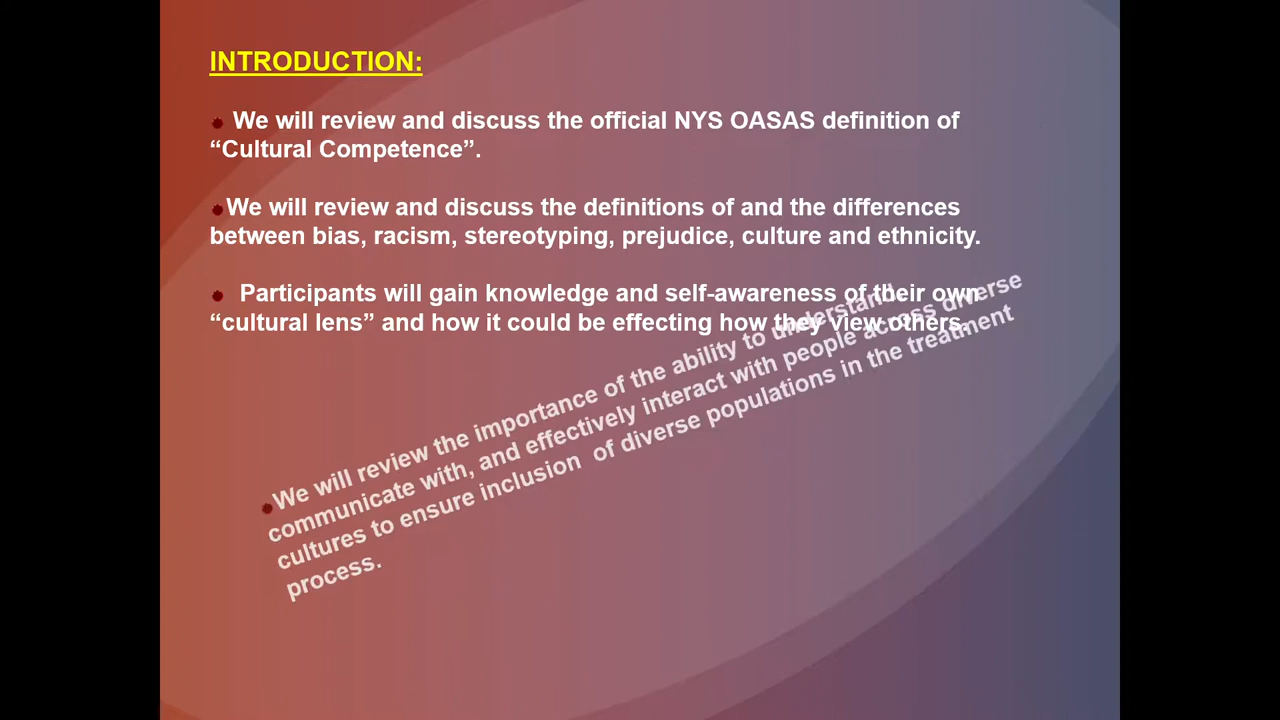 INTRODUCTION:
We will review and discuss the official NYS OASAS definition of
“Cultural Competence”.
We will review and discuss the definitions of and the differences
between bias, racism, stereotyping, prejudice, culture and ethnicity.
Participants will gain knowledge and self-awareness of their own
“cultural lens” and how it could be effecting how they view others.
We will review the importance of the ability to understand,
communicate with, and effectively interact with people across diverse
cultures to ensure inclusion of diverse populations in the treatment
process.